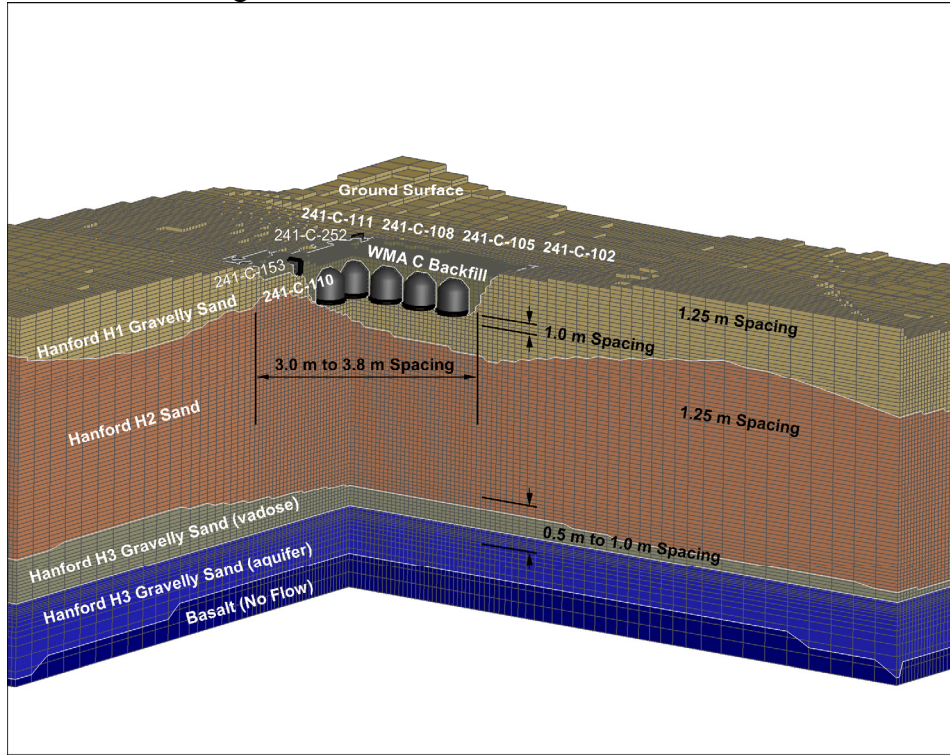 Ground Surface
241-C-111 241-C-108 241-C-105 241-C-102
241-C-252
WMA C Backfill
241-C-153
241-C-110
Hanford H1 Gravelly Sand
1.25 m Spacing
1.0 m Spacing
3.0 m to 3.8 m Spacing
Hanford H2 Sand
1.25 m Spacing
Hanford H3 Gravelly Sand (vadose)
0.5 m to 1.0 m Spacing
Hanford H3 Gravelly Sand (aquifer)
Basalt (No Flow)